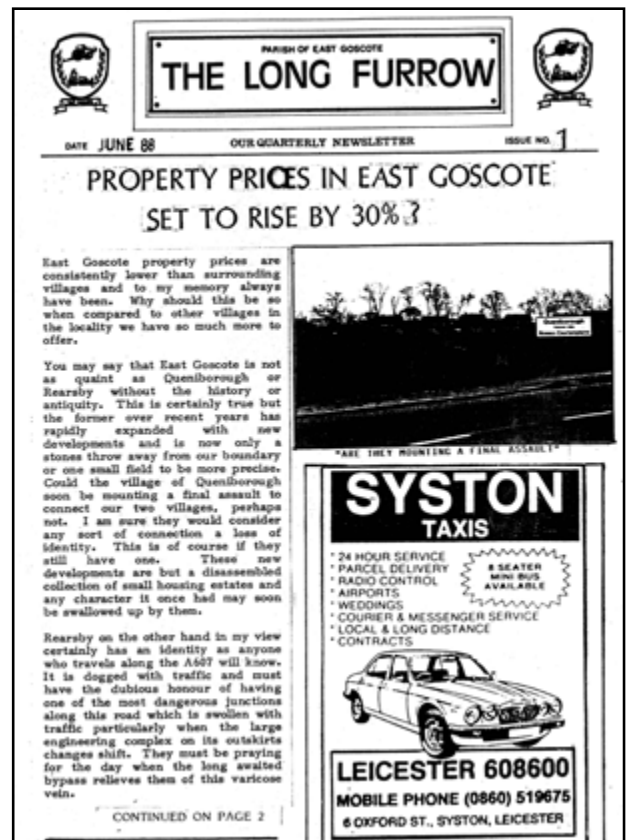 PARISH OF EAST GOSCOTE
THE LONG FURROW
DATE JUNE 88
OUR QUARTERLY NEWSLETTER
ISSUE NO. 1
PROPERTY PRICES IN EAST GOSCOTE
SET TO RISE BY 30%?
East Goscote property prices are
consistently lower than surrounding
villages and to my memory always
have been. Why should this be so
when compared to other villages in
the locality we have so much more to
offer.
You may say that East Goscote is not
as quaint as Queniborough or
Rearsby without the history or
antiquity. This is certainly true but
the former over recent years has
rapidly expanded with new
developments and is now only a
stones throw away from our boundary
or one small field to be more precise.
Could the village of Queniborough
soon be mounting a final assault to
connect our two villages, perhaps
not. I am sure they would consider
any sort of connection a loss of
identity. This is of course if they
still have one. These new
developments are but a disassembled
collection of small housing estates and
any character it once had may soon
be swallowed up by them.
Rearsby on the other hand in my view
certainly has an identity as anyone
who travels along the A607 will know.
It is dogged with traffic and must
have the dubious honour of having
one of the most dangerous junctions
along this road which is swollen with
traffic particularly when the large
engineering complex on its outskirts
changes shift. They must be praying
for the day when the long awaited
bypass relieves them of this varicose
vein.
CONTINUED ON PAGE 2
Queniborough
"ARE THEY MOUNTING A FINAL ASSAULT"
SYSTON
TAXIS
* 24 HOUR SERVICE
* PARCEL DELIVERY
* RADIO CONTROL
* AIRPORTS
* WEDDINGS
* COURIER & MESSENGER SERVICE
* LOCAL & LONG DISTANCE
* CONTRACTS
8 SEATER
MINI BUS
AVAILABLE
LEICESTER 608600
MOBILE PHONE (0860) 519675
6 OXFORD ST., SYSTON, LEICESTER